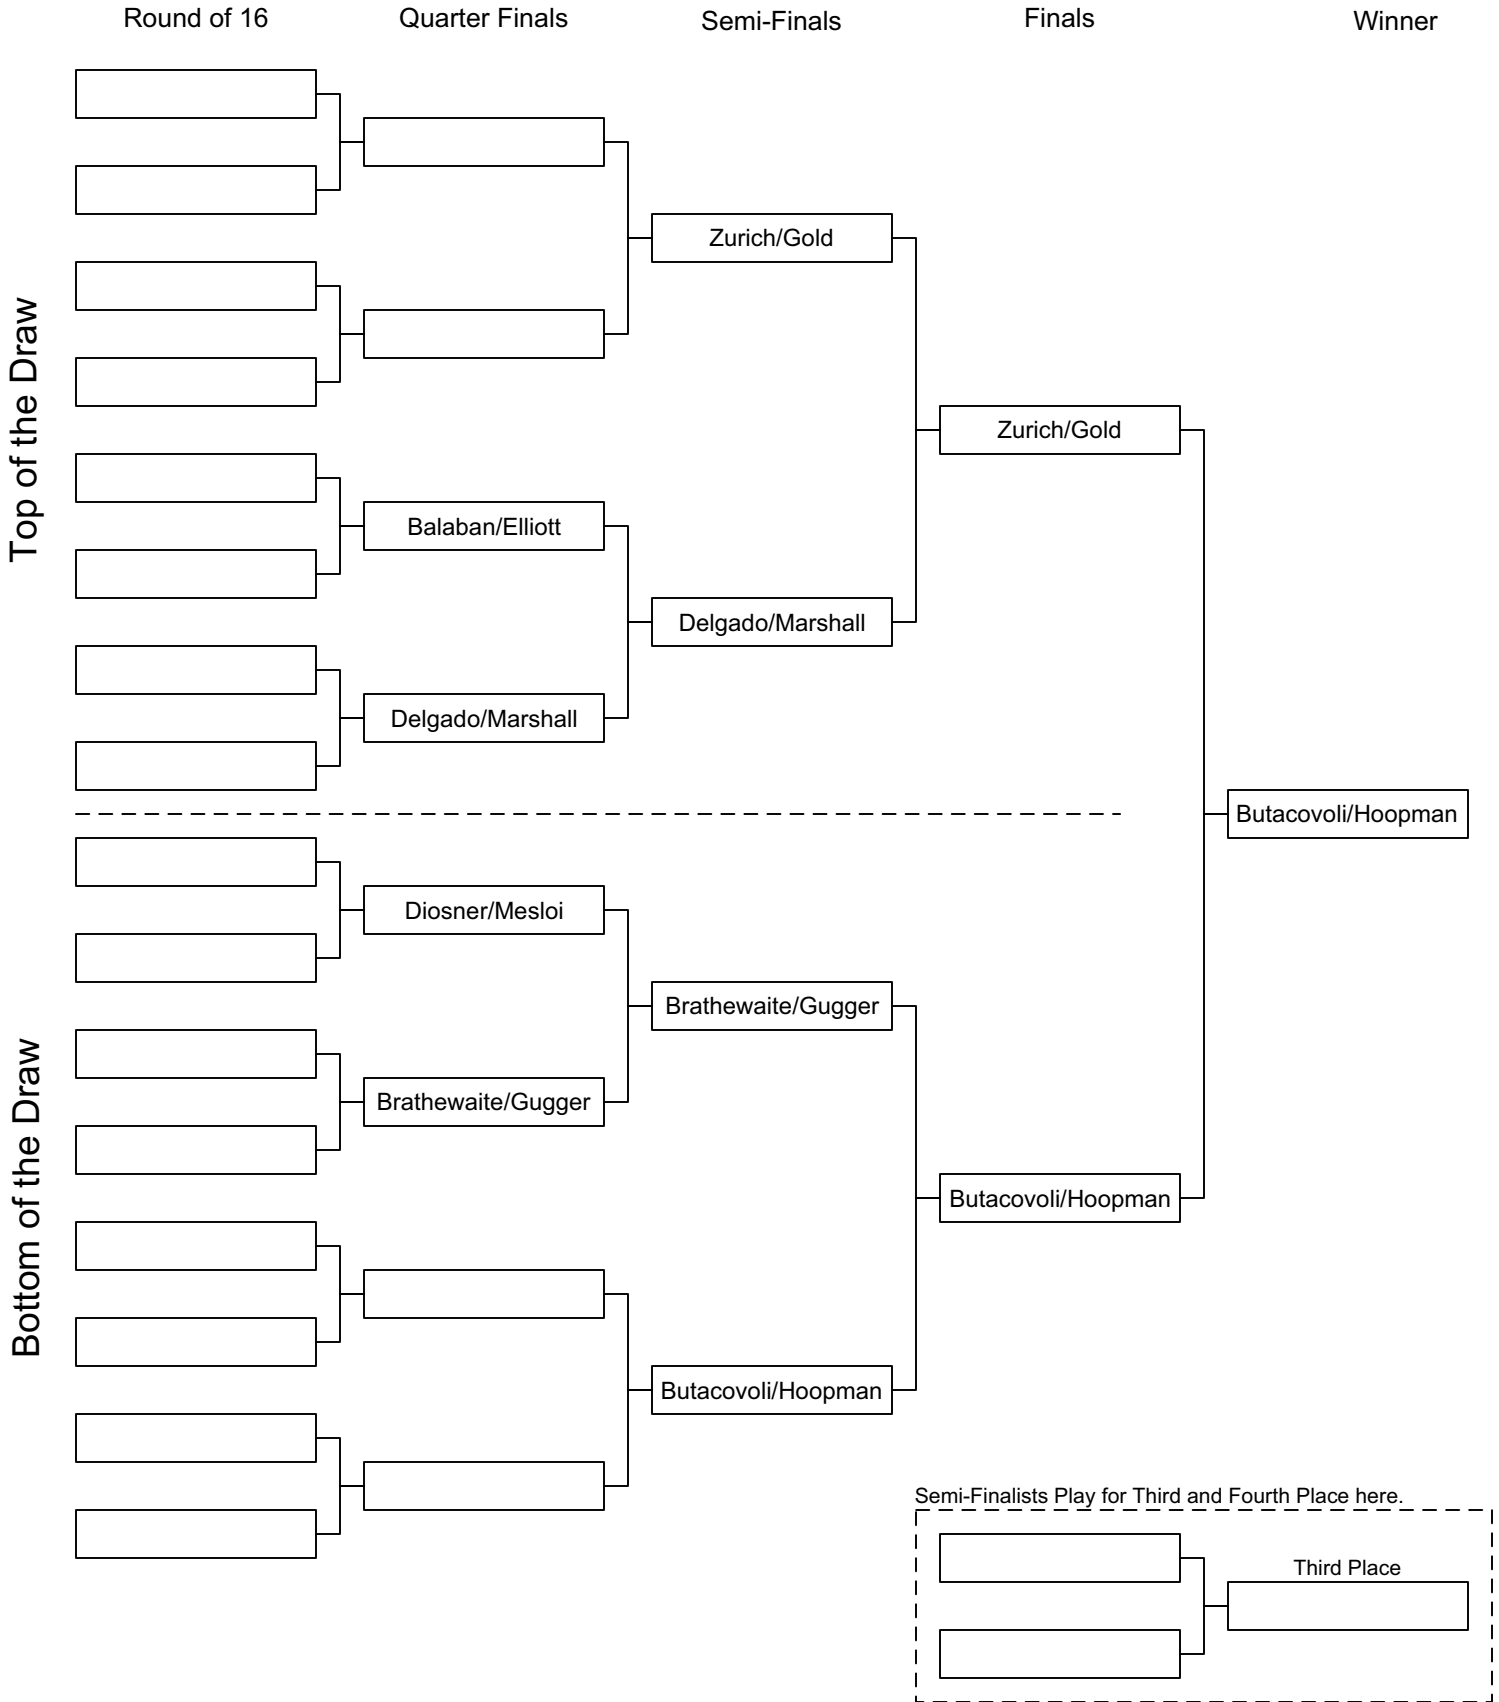 Round of 16
Quarter Finals
Semi-Finals
Finals
Winner
Top of the Draw
Zurich/Gold
Zurich/Gold
Balaban/Elliott
Delgado/Marshall
Delgado/Marshall
Butacovoli/Hoopman
Bottom of the Draw
Diosner/Mesloi
Brathewaite/Gugger
Brathewaite/Gugger
Butacovoli/Hoopman
Butacovoli/Hoopman
Semi-Finalists Play for Third and Fourth Place here.
Third Place